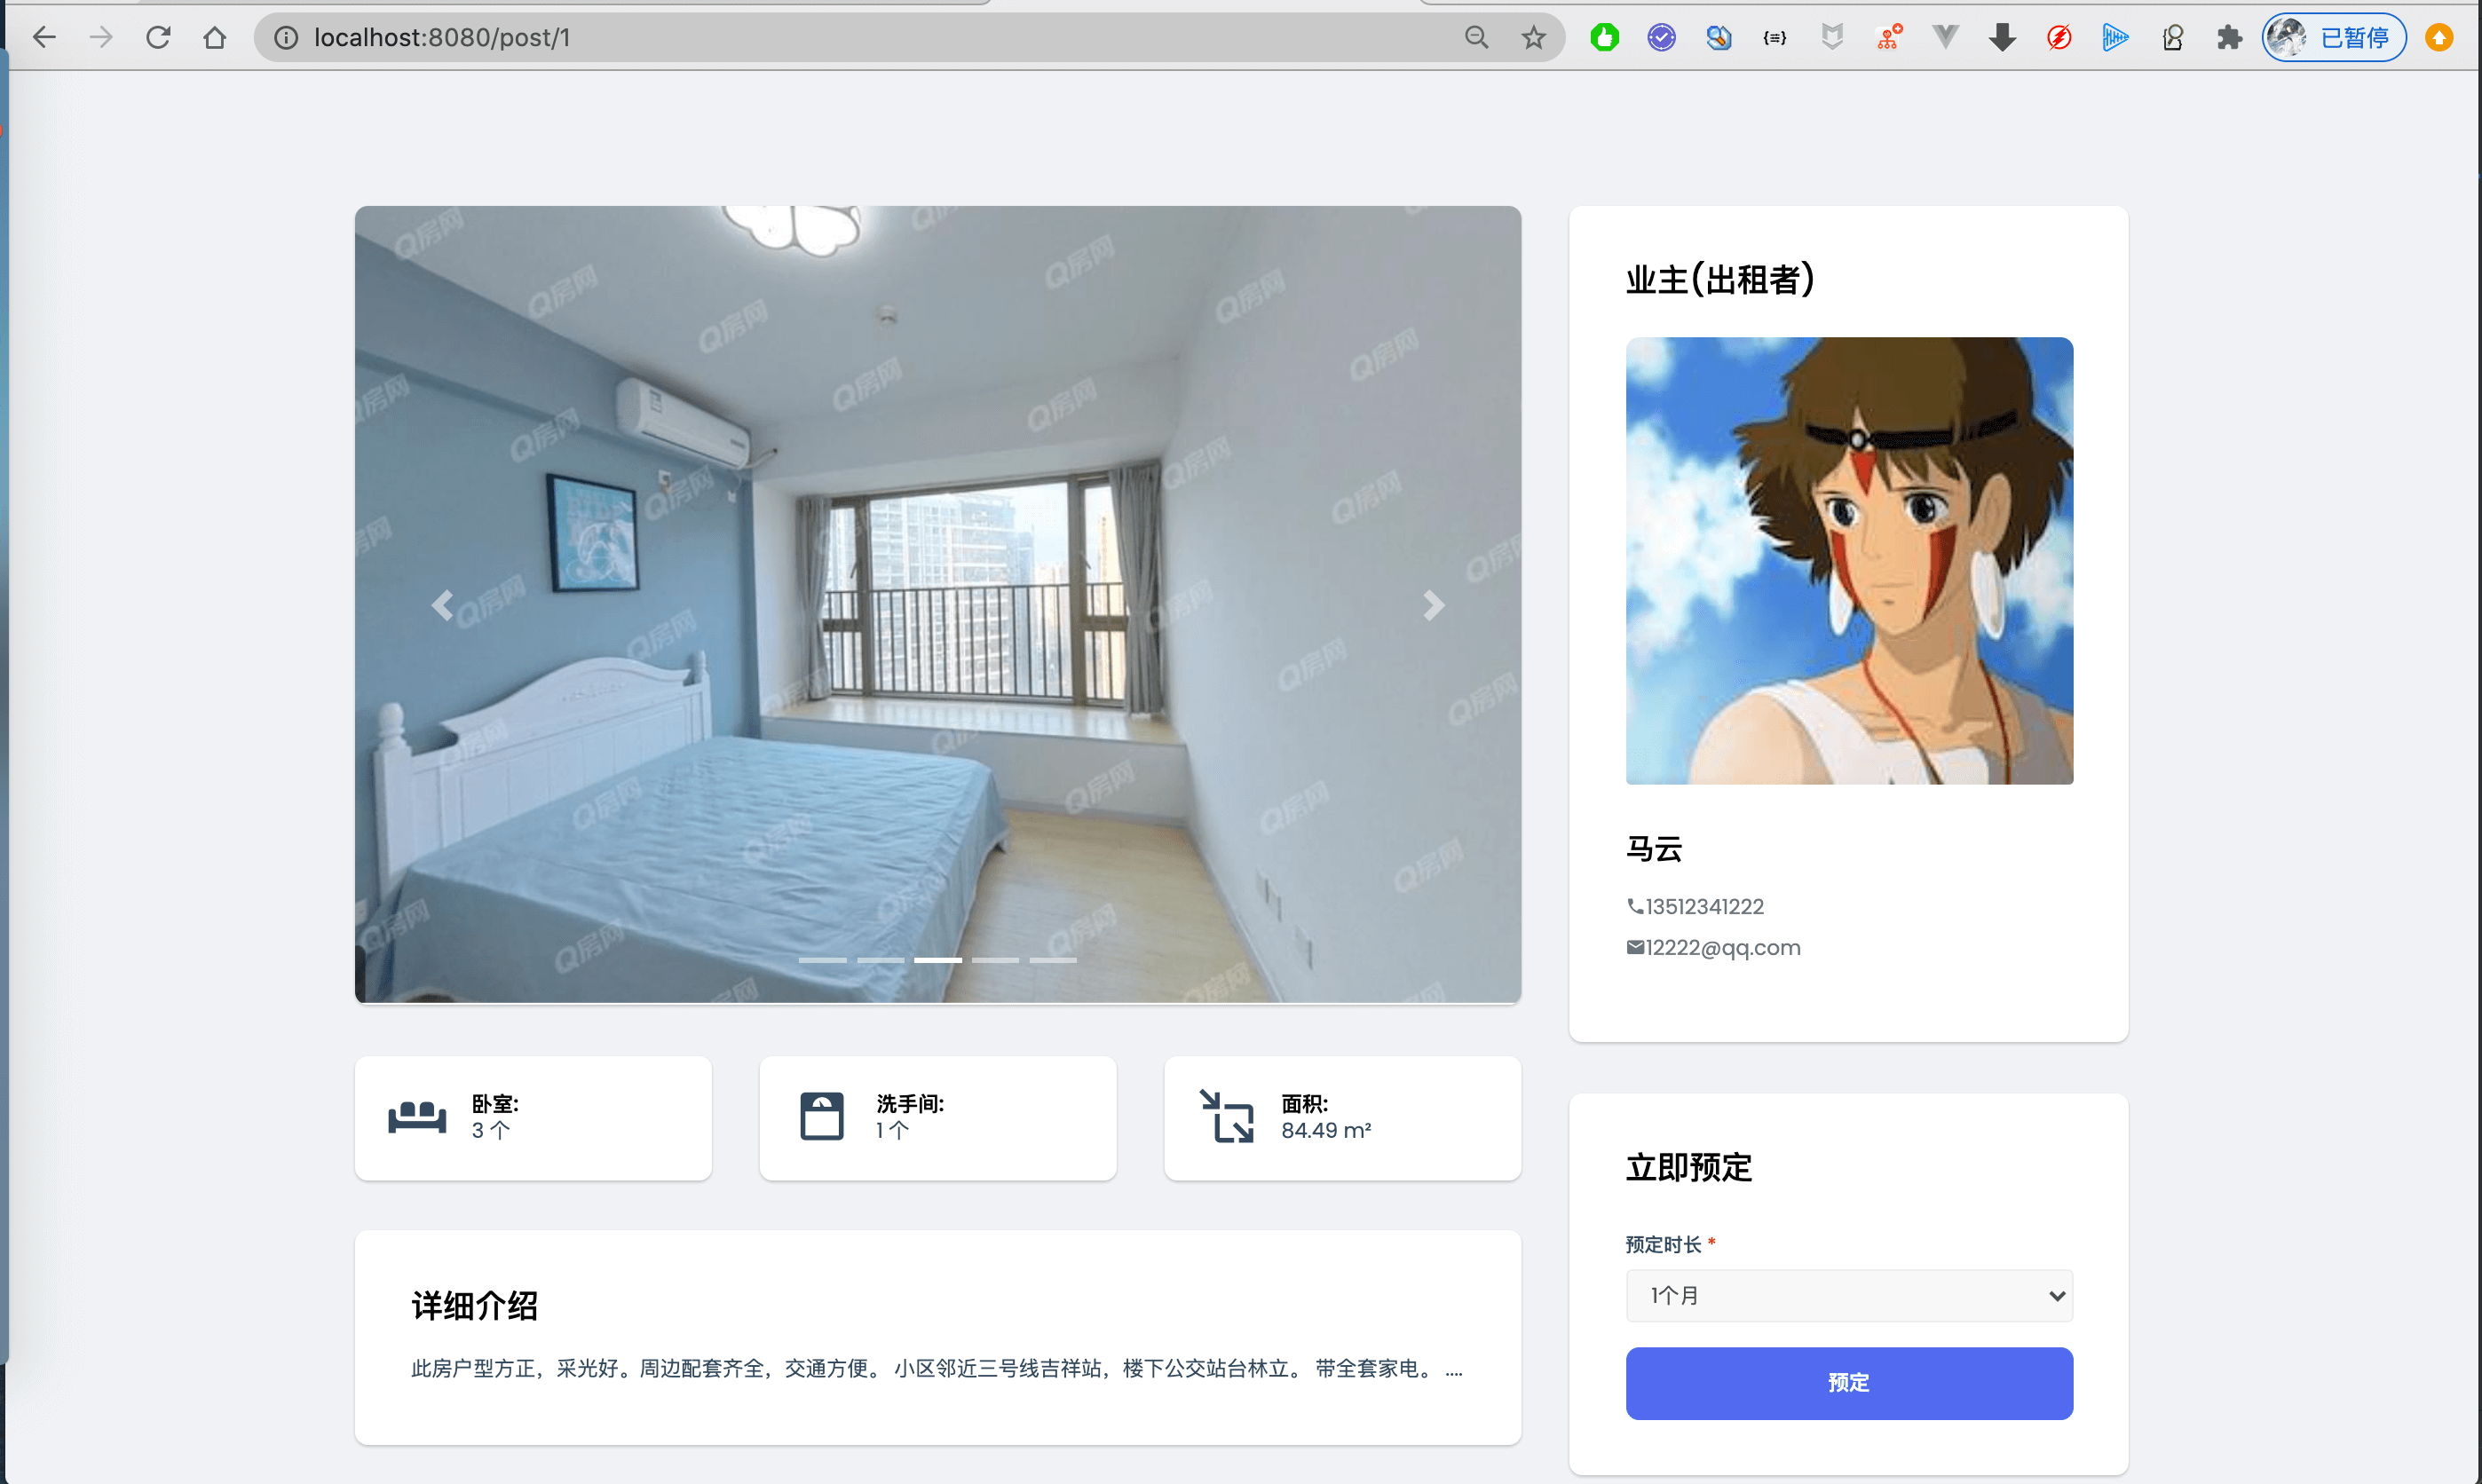 localhost:8080/post/1
已暂停
Q房网
业主(出租者)
马云
13512341222
12222@qq.com
卧室:
3 个
洗手间:
1 个
面积:
84.49 m²
详细介绍
此房户型方正，采光好。周边配套齐全，交通方便。 小区邻近三号线吉祥站，楼下公交站台林立。 带全套家电。 ....
立即预定
预定时长 *
1个月
预定